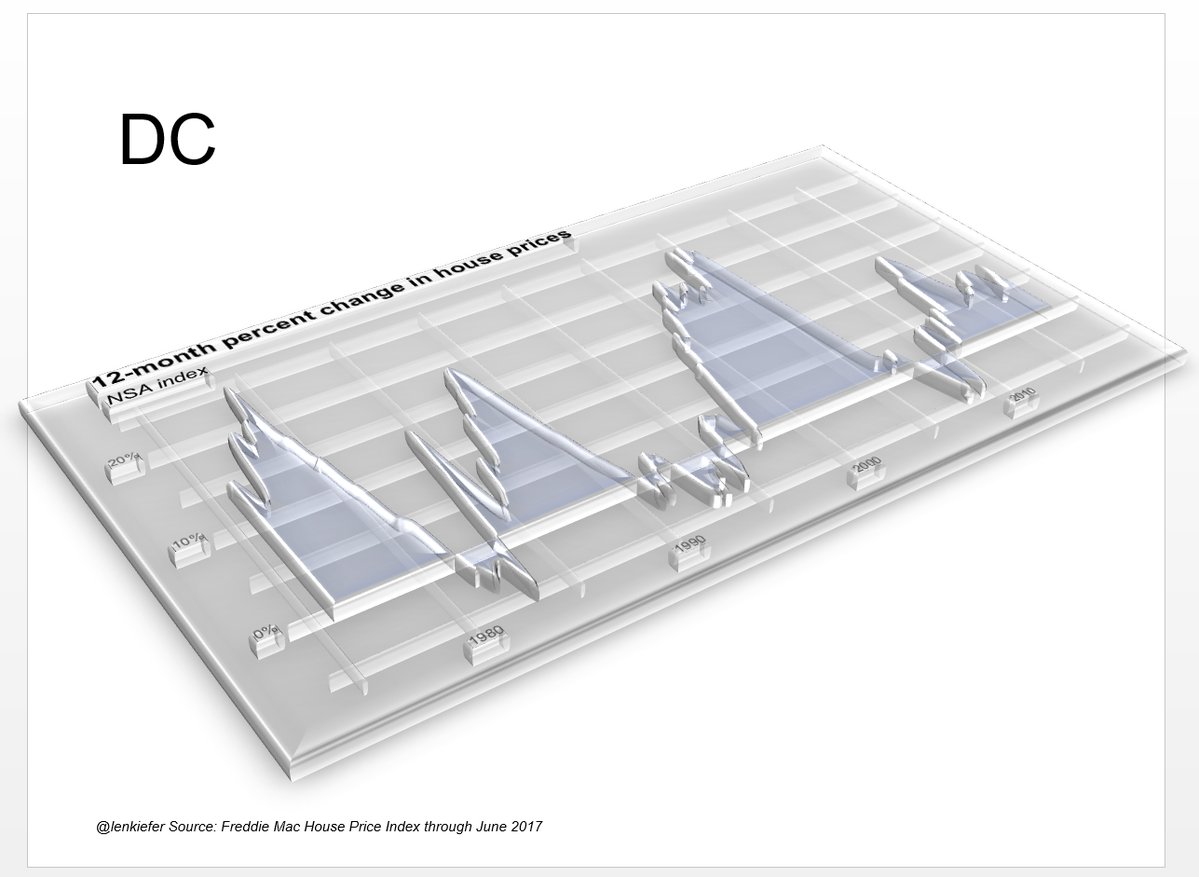 DC
12-month percent change in house prices
NSA index
20%
10%
0%
1980
1990
2000
2010
@lenkiefer Source: Freddie Mac House Price Index through June 2017